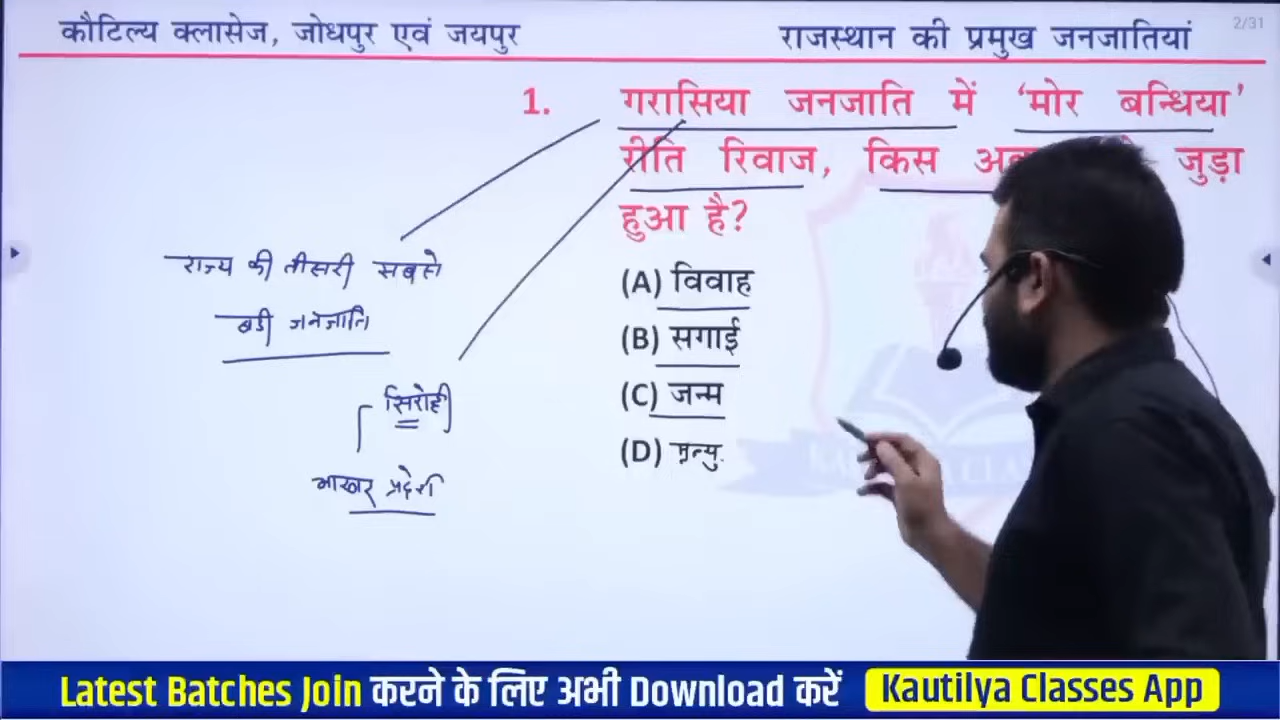 कौटिल्य क्लासेज, जोधपुर एवं जयपुर
राजस्थान की प्रमुख जनजातियां
2/31
1. गरासिया जनजाति में 'मोर बन्धिया'
रीति रिवाज, किस जुड़ा
हुआ है?
(A) विवाह
(B) सगाई
(C) जन्म
(D) मृत्यु
राज्य की तीसरी सबसे
बडी जनजाति
सिरोही
भाखर प्रदेश
Latest Batches Join करने के लिए अभी Download करें
Kautilya Classes App